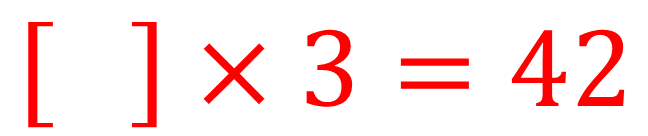 [  ] × 3 = 42